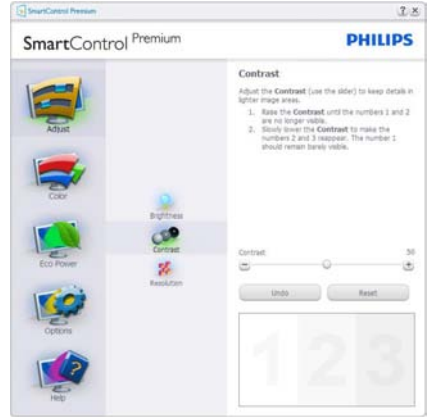 SmartControl Premium
SmartControl Premium
PHILIPS
Adjust
Color
Eco Power
Options
Help
Brightness
Contrast
Resolution
Contrast
Adjust the Contrast (use the slider) to keep details in
lighter image areas.
1. Raise the Contrast until the numbers 1 and 2
are no longer visible.
2. Slowly lower the Contrast to make the
numbers 2 and 3 reappear. The number 1
should remain barely visible.
Contrast 50
Undo Reset
1 2 3